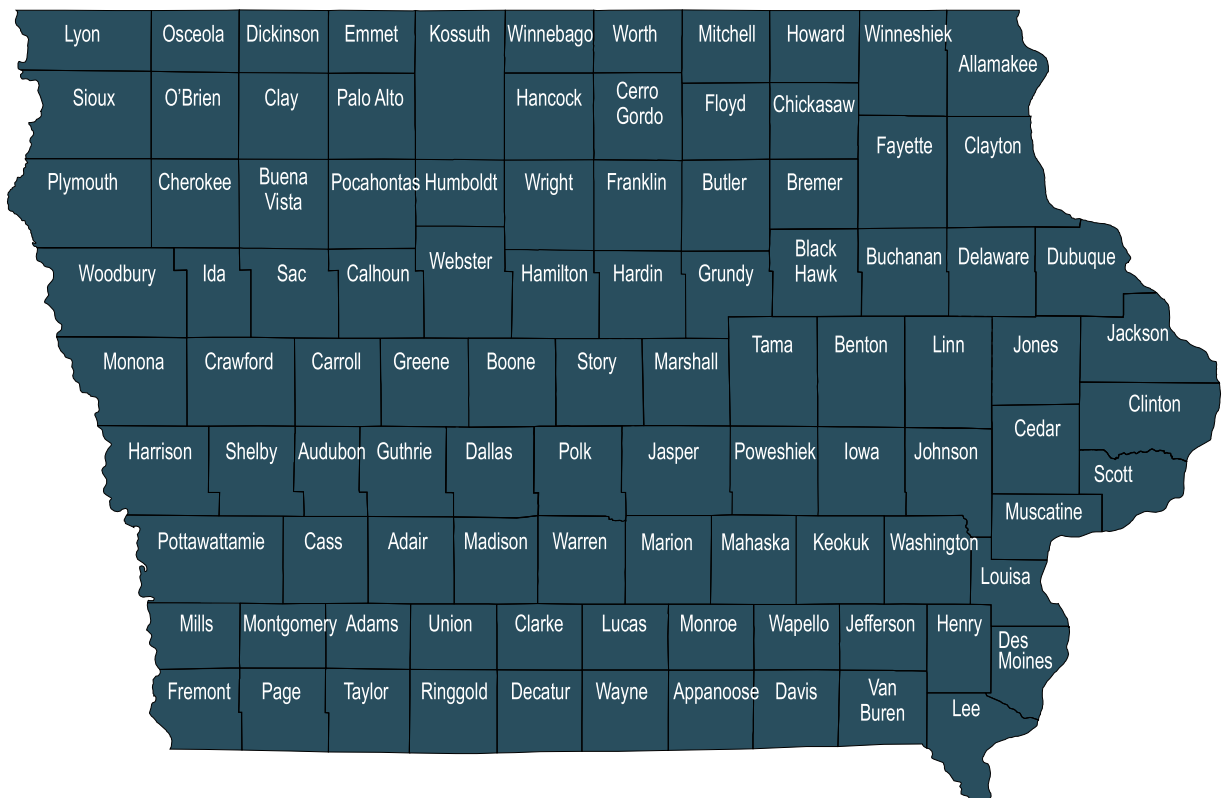 Lyon
Osceola
Dickinson
Emmet
Kossuth
Winnebago
Worth
Mitchell
Howard
Winneshiek
Allamakee
Sioux
O'Brien
Clay
Palo Alto
Hancock
Cerro
Gordo
Floyd
Chickasaw
Fayette
Clayton
Plymouth
Cherokee
Buena
Vista
Pocahontas
Humboldt
Wright
Franklin
Butler
Bremer
Woodbury
Ida
Sac
Calhoun
Webster
Hamilton
Hardin
Grundy
Black
Hawk
Buchanan
Delaware
Dubuque
Monona
Crawford
Carroll
Greene
Boone
Story
Marshall
Tama
Benton
Linn
Jones
Jackson
Clinton
Harrison
Shelby
Audubon
Guthrie
Dallas
Polk
Jasper
Poweshiek
Iowa
Johnson
Cedar
Scott
Muscatine
Pottawattamie
Cass
Adair
Madison
Warren
Marion
Mahaska
Keokuk
Washington
Louisa
Mills
Montgomery
Adams
Union
Clarke
Lucas
Monroe
Wapello
Jefferson
Henry
Des
Moines
Fremont
Page
Taylor
Ringgold
Decatur
Wayne
Appanoose
Davis
Van
Buren
Lee